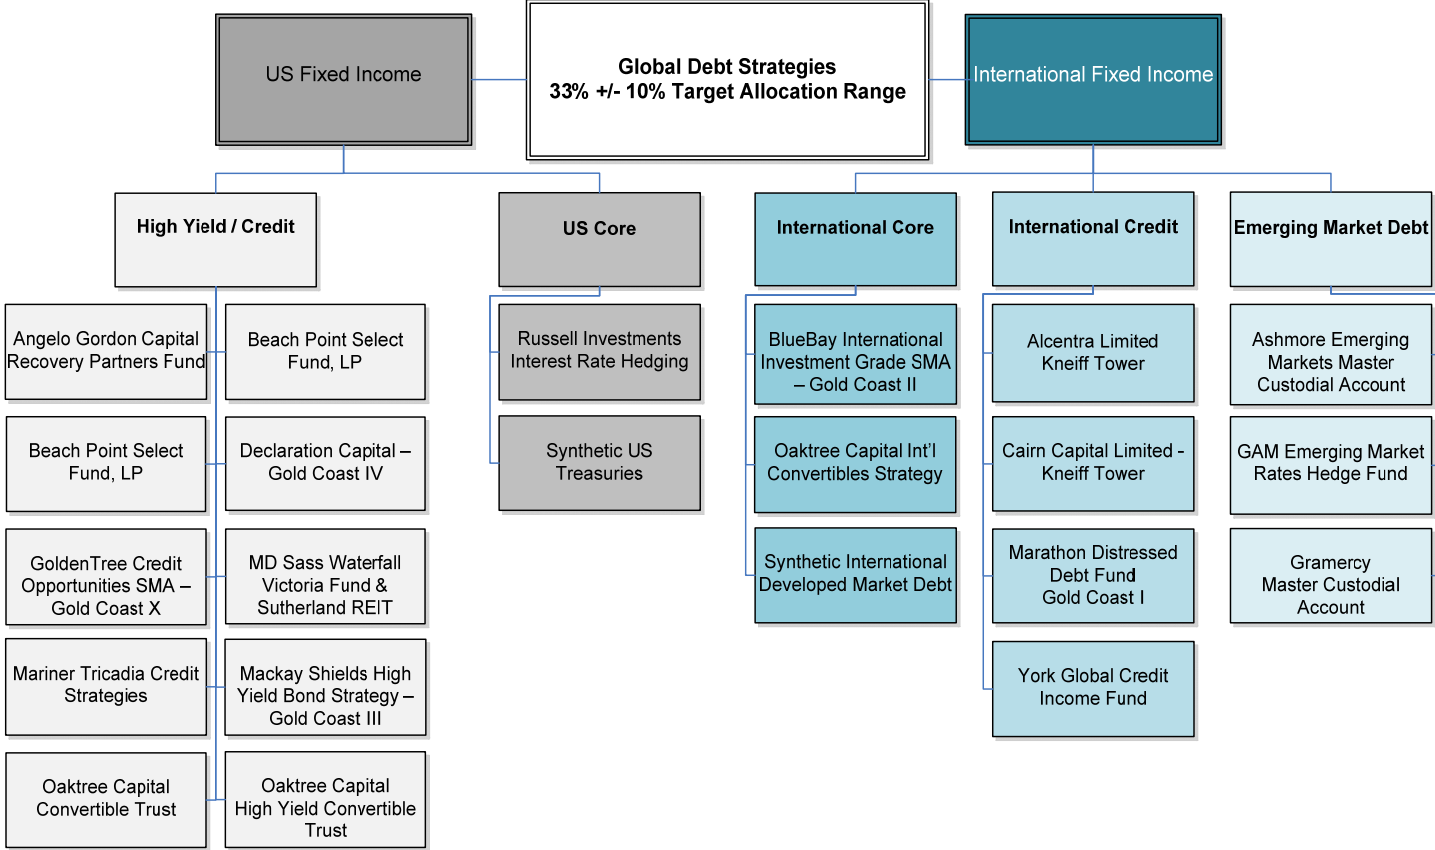 US Fixed Income
Global Debt Strategies
33% +/- 10% Target Allocation Range
International Fixed Income
High Yield / Credit
US Core
International Core
International Credit
Emerging Market Debt
Angelo Gordon Capital
Recovery Partners Fund
Beach Point Select
Fund, LP
Beach Point Select
Fund, LP
Declaration Capital –
Gold Coast IV
GoldenTree Credit
Opportunities SMA –
Gold Coast X
MD Sass Waterfall
Victoria Fund &
Sutherland REIT
Mariner Tricadia Credit
Strategies
Mackay Shields High
Yield Bond Strategy –
Gold Coast III
Oaktree Capital
Convertible Trust
Oaktree Capital
High Yield Convertible
Trust
Russell Investments
Interest Rate Hedging
Synthetic US
Treasuries
BlueBay International
Investment Grade SMA
– Gold Coast II
Oaktree Capital Int'l
Convertibles Strategy
Synthetic International
Developed Market Debt
Alcentra Limited
Kneiff Tower
Cairn Capital Limited -
Kneiff Tower
Marathon Distressed
Debt Fund
Gold Coast I
York Global Credit
Income Fund
Ashmore Emerging
Markets Master
Custodial Account
GAM Emerging Market
Rates Hedge Fund
Gramercy
Master Custodial
Account